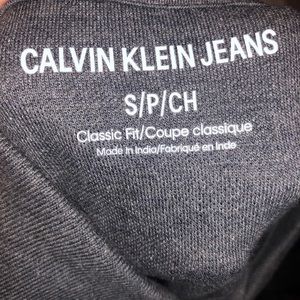 CALVIN KLEIN JEANS
S/P/CH
Classic Fit/Coupe classique
Made in India/Fabriqué en Inde